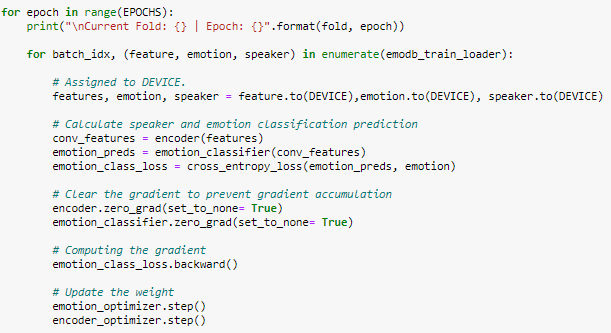 for epoch in range(EPOCHS):
print("\nCurrent Fold: {} | Epoch: {}".format(fold, epoch))
for batch_idx, (feature, emotion, speaker) in enumerate(emodb_train_loader):
# Assigned to DEVICE.
features, emotion, speaker = feature.to(DEVICE),emotion.to(DEVICE), speaker.to(DEVICE)
# Calculate speaker and emotion classification prediction
conv_features = encoder(features)
emotion_preds = emotion_classifier(conv_features)
emotion_class_loss = cross_entropy_loss(emotion_preds, emotion)
# Clear the gradient to prevent gradient accumulation
encoder.zero_grad(set_to_none= True)
emotion_classifier.zero_grad(set_to_none= True)
# Computing the gradient
emotion_class_loss.backward()
# Update the weight
emotion_optimizer.step()
encoder_optimizer.step()